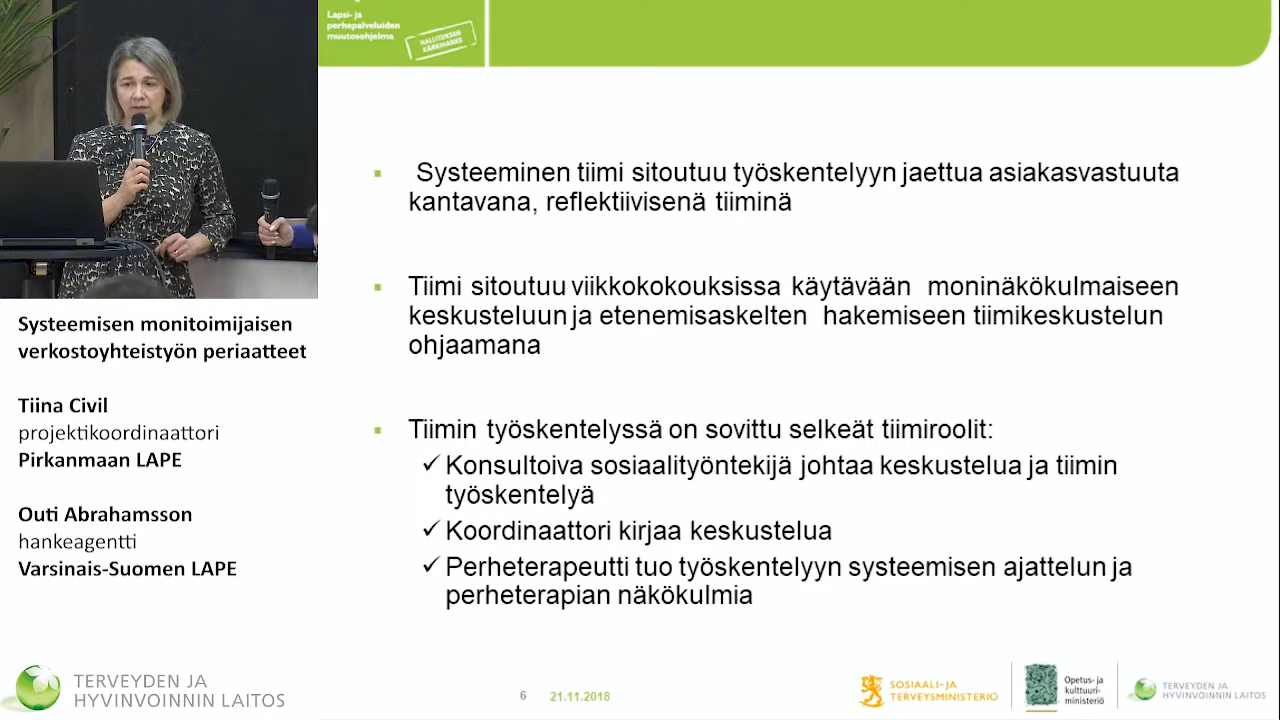 Lapsi- ja
perhepalveluiden
muutosohjelma
HALLITUKSEN
KÄRKIHANKE
Systeemisen monitoimijaisen
verkostoyhteistyön periaatteet
Tiina Civil
projektikoordinaattori
Pirkanmaan LAPE
Outi Abrahamsson
hankeagentti
Varsinais-Suomen LAPE
TERVEYDEN JA
HYVINVOINNIN LAITOS
Systeeminen tiimi sitoutuu työskentelyyn jaettua asiakasvastuuta
kantavana, reflektiivisenä tiiminä
Tiimi sitoutuu viikkokokouksissa käytävään moninäkökulmaiseen
keskusteluun ja etenemisaskelten hakemiseen tiimikeskustelun
ohjaamana
Tiimin työskentelyssä on sovittu selkeät tiimiroolit:
✓ Konsultoiva sosiaalityöntekijä johtaa keskustelua ja tiimin
työskentelyä
✓ Koordinaattori kirjaa keskustelua
✓ Perheterapeutti tuo työskentelyyn systeemisen ajattelun ja
perheterapian näkökulmia
6 21.11.2018
SOSIAALI- JA
TERVEYSMINISTERIÖ
Opetus- ja
kulttuuri-
ministeriö
TERVEYDEN JA
HYVINVOINNIN LAITOS